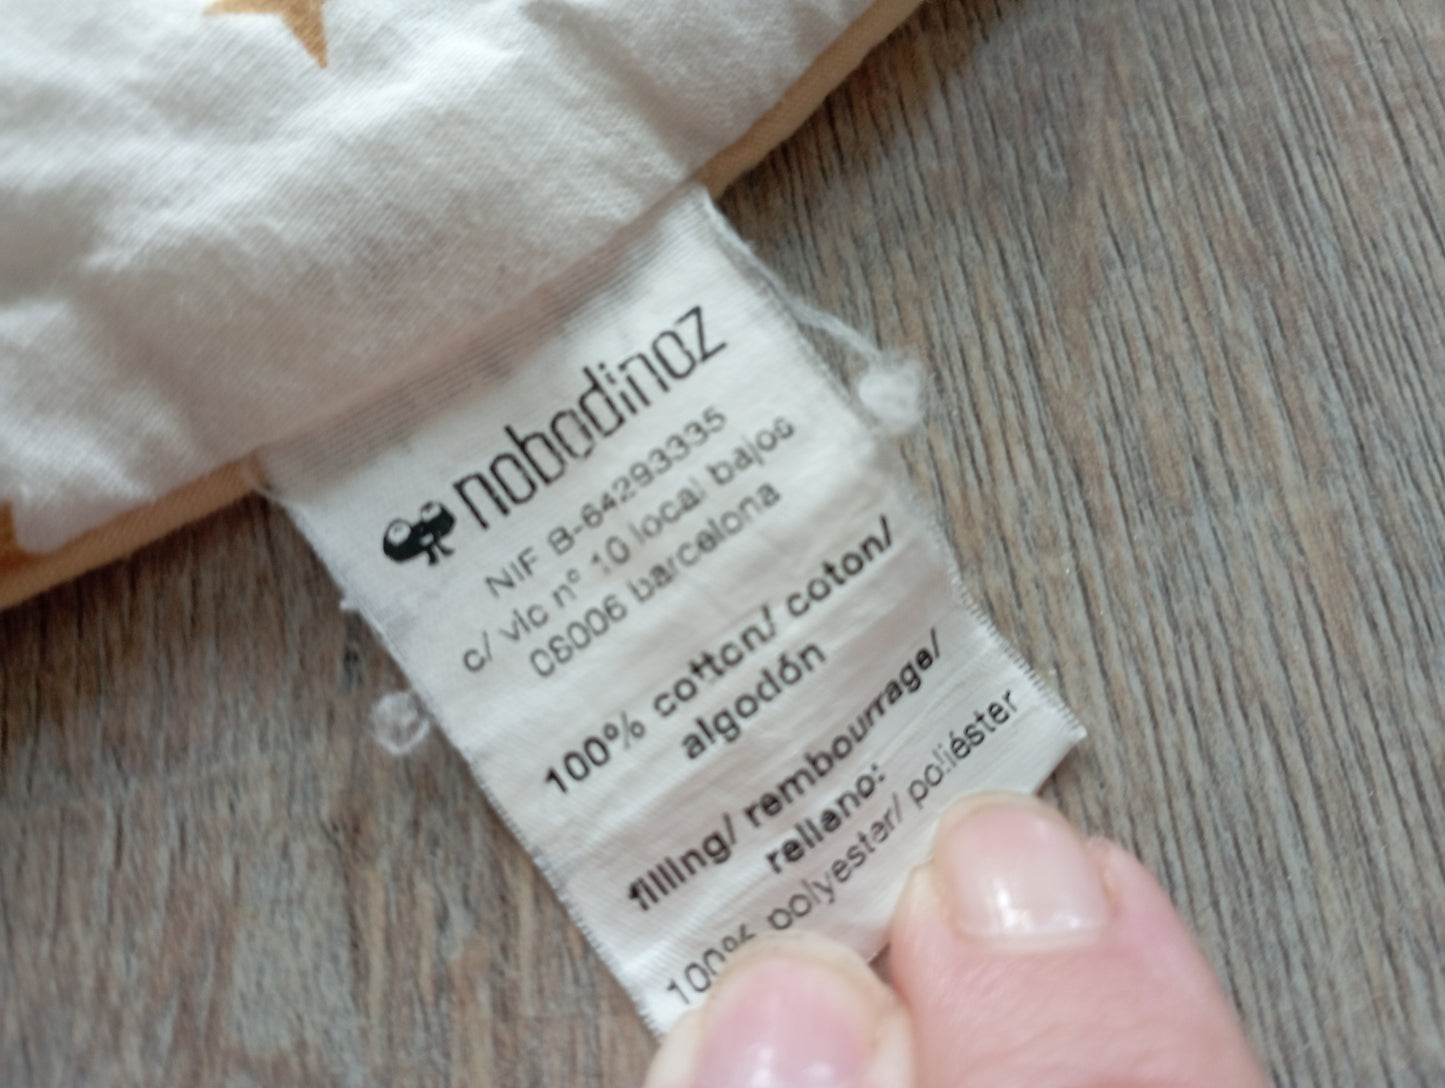 nobodinoz
NIF B-64293335
c/ vic nº 10 local bajos
08006 barcelona
100% cotton/ coton/
algodón
filling/ rembourrage/
relleno:
100% polyester/ poliéster